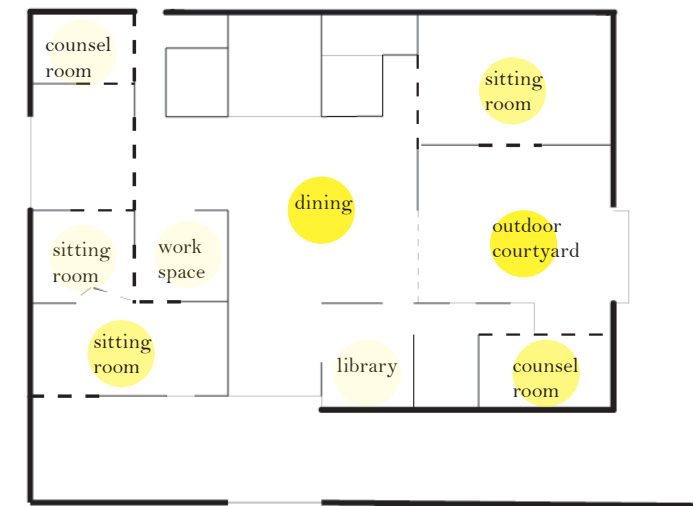 counsel
room
sitting
room
dining
outdoor
courtyard
sitting
room
work
space
sitting
room
library
counsel
room